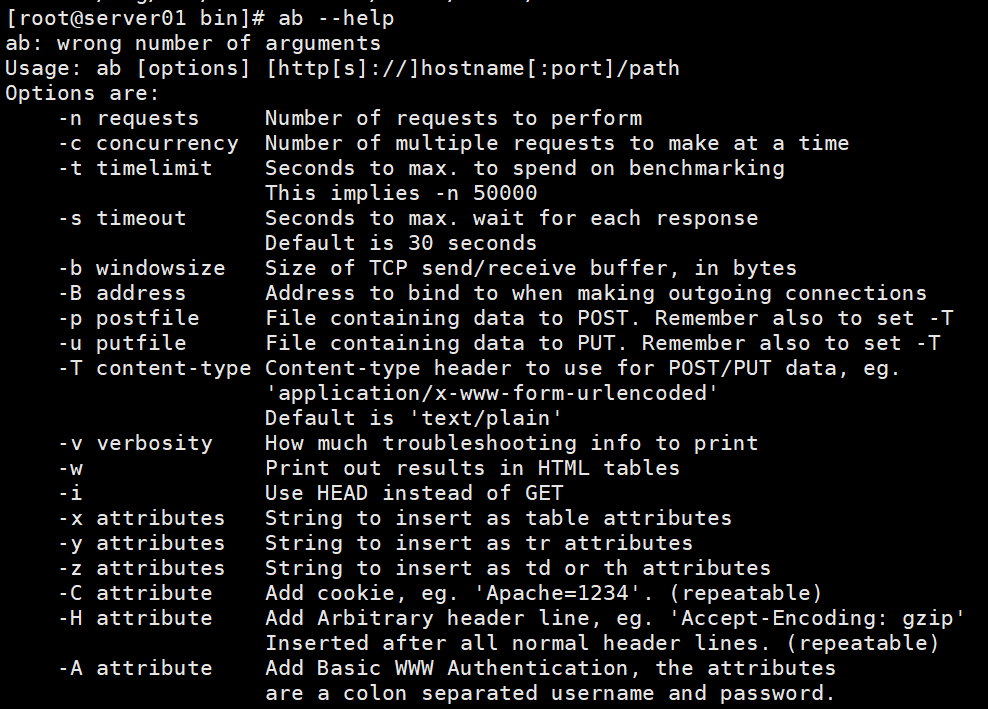 [root@server01 bin]# ab --help
ab: wrong number of arguments
Usage: ab [options] [http[s]://]hostname[:port]/path
Options are:
    -n requests     Number of requests to perform
    -c concurrency  Number of multiple requests to make at a time
    -t timelimit    Seconds to max. to spend on benchmarking
                    This implies -n 50000
    -s timeout      Seconds to max. wait for each response
                    Default is 30 seconds
    -b windowsize   Size of TCP send/receive buffer, in bytes
    -B address      Address to bind to when making outgoing connections
    -p postfile     File containing data to POST. Remember also to set -T
    -u putfile      File containing data to PUT. Remember also to set -T
    -T content-type Content-type header to use for POST/PUT data, eg.
                    'application/x-www-form-urlencoded'
                    Default is 'text/plain'
    -v verbosity    How much troubleshooting info to print
    -w              Print out results in HTML tables
    -i              Use HEAD instead of GET
    -x attributes   String to insert as table attributes
    -y attributes   String to insert as tr attributes
    -z attributes   String to insert as td or th attributes
    -C attribute    Add cookie, eg. 'Apache=1234'. (repeatable)
    -H attribute    Add Arbitrary header line, eg. 'Accept-Encoding: gzip'
                    Inserted after all normal header lines. (repeatable)
    -A attribute    Add Basic WWW Authentication, the attributes
                    are a colon separated username and password.